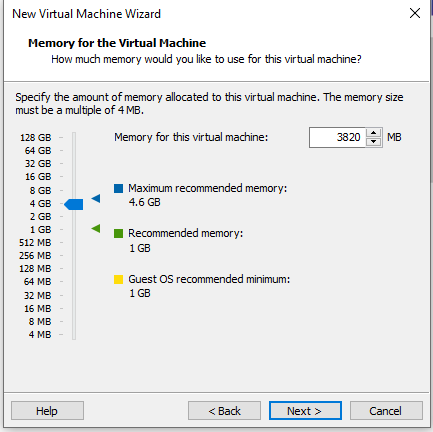 New Virtual Machine Wizard
Memory for the Virtual Machine
How much memory would you like to use for this virtual machine?
Specify the amount of memory allocated to this virtual machine. The memory size
must be a multiple of 4 MB.
Memory for this virtual machine: 3820 MB
128 GB
64 GB
32 GB
16 GB
8 GB
4 GB
2 GB
1 GB
512 MB
256 MB
128 MB
64 MB
32 MB
16 MB
8 MB
4 MB
Maximum recommended memory:
4.6 GB
Recommended memory:
1 GB
Guest OS recommended minimum:
1 GB
Help
< Back
Next >
Cancel